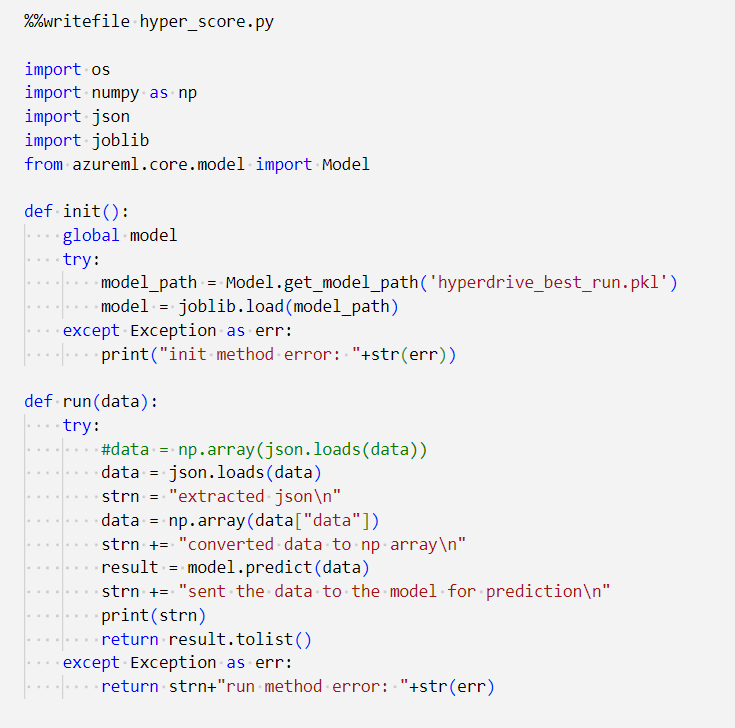 %%writefile hyper_score.py

import os
import numpy as np
import json
import joblib
from azureml.core.model import Model

def init():
    global model
    try:
        model_path = Model.get_model_path('hyperdrive_best_run.pkl')
        model = joblib.load(model_path)
    except Exception as err:
        print("init method error: "+str(err))

def run(data):
    try:
        #data = np.array(json.loads(data))
        data = json.loads(data)
        strn = "extracted json\n"
        data = np.array(data["data"])
        strn += "converted data to np array\n"
        result = model.predict(data)
        strn += "sent the data to the model for prediction\n"
        print(strn)
        return result.tolist()
    except Exception as err:
        return strn+"run method error: "+str(err)